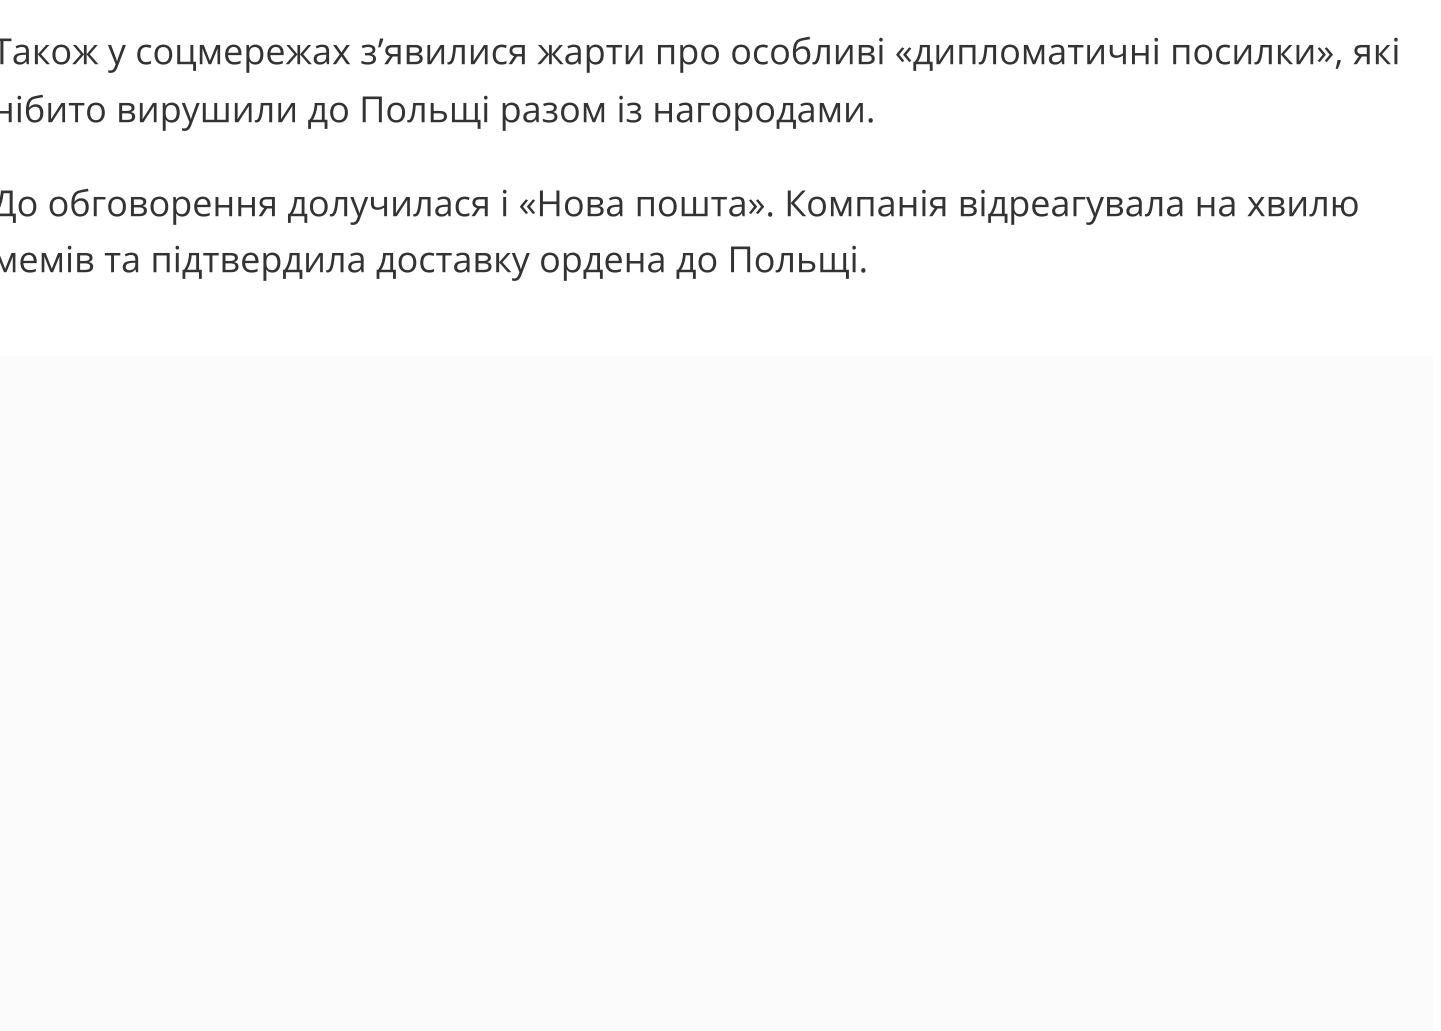 Також у соцмережах з’явилися жарти про особливі «дипломатичні посилки», які
нібито вирушили до Польщі разом із нагородами.
До обговорення долучилася і «Нова пошта». Компанія відреагувала на хвилю
мемів та підтвердила доставку ордена до Польщі.